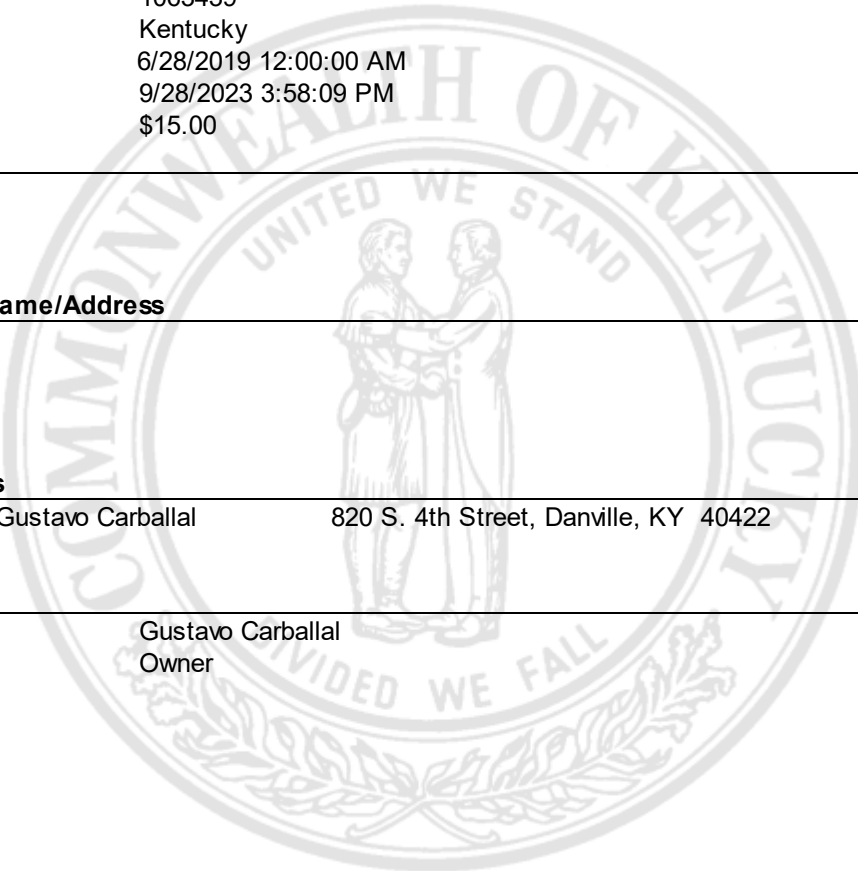 Kentucky
6/28/2019 12:00:00 AM
9/28/2023 3:58:09 PM
$15.00
COMMONWEALTH OF KENTUCKY
UNITED WE STAND
ame/Address
s
Gustavo Carballal 820 S. 4th Street, Danville, KY 40422
Gustavo Carballal
Owner
DIVIDED WE FALL